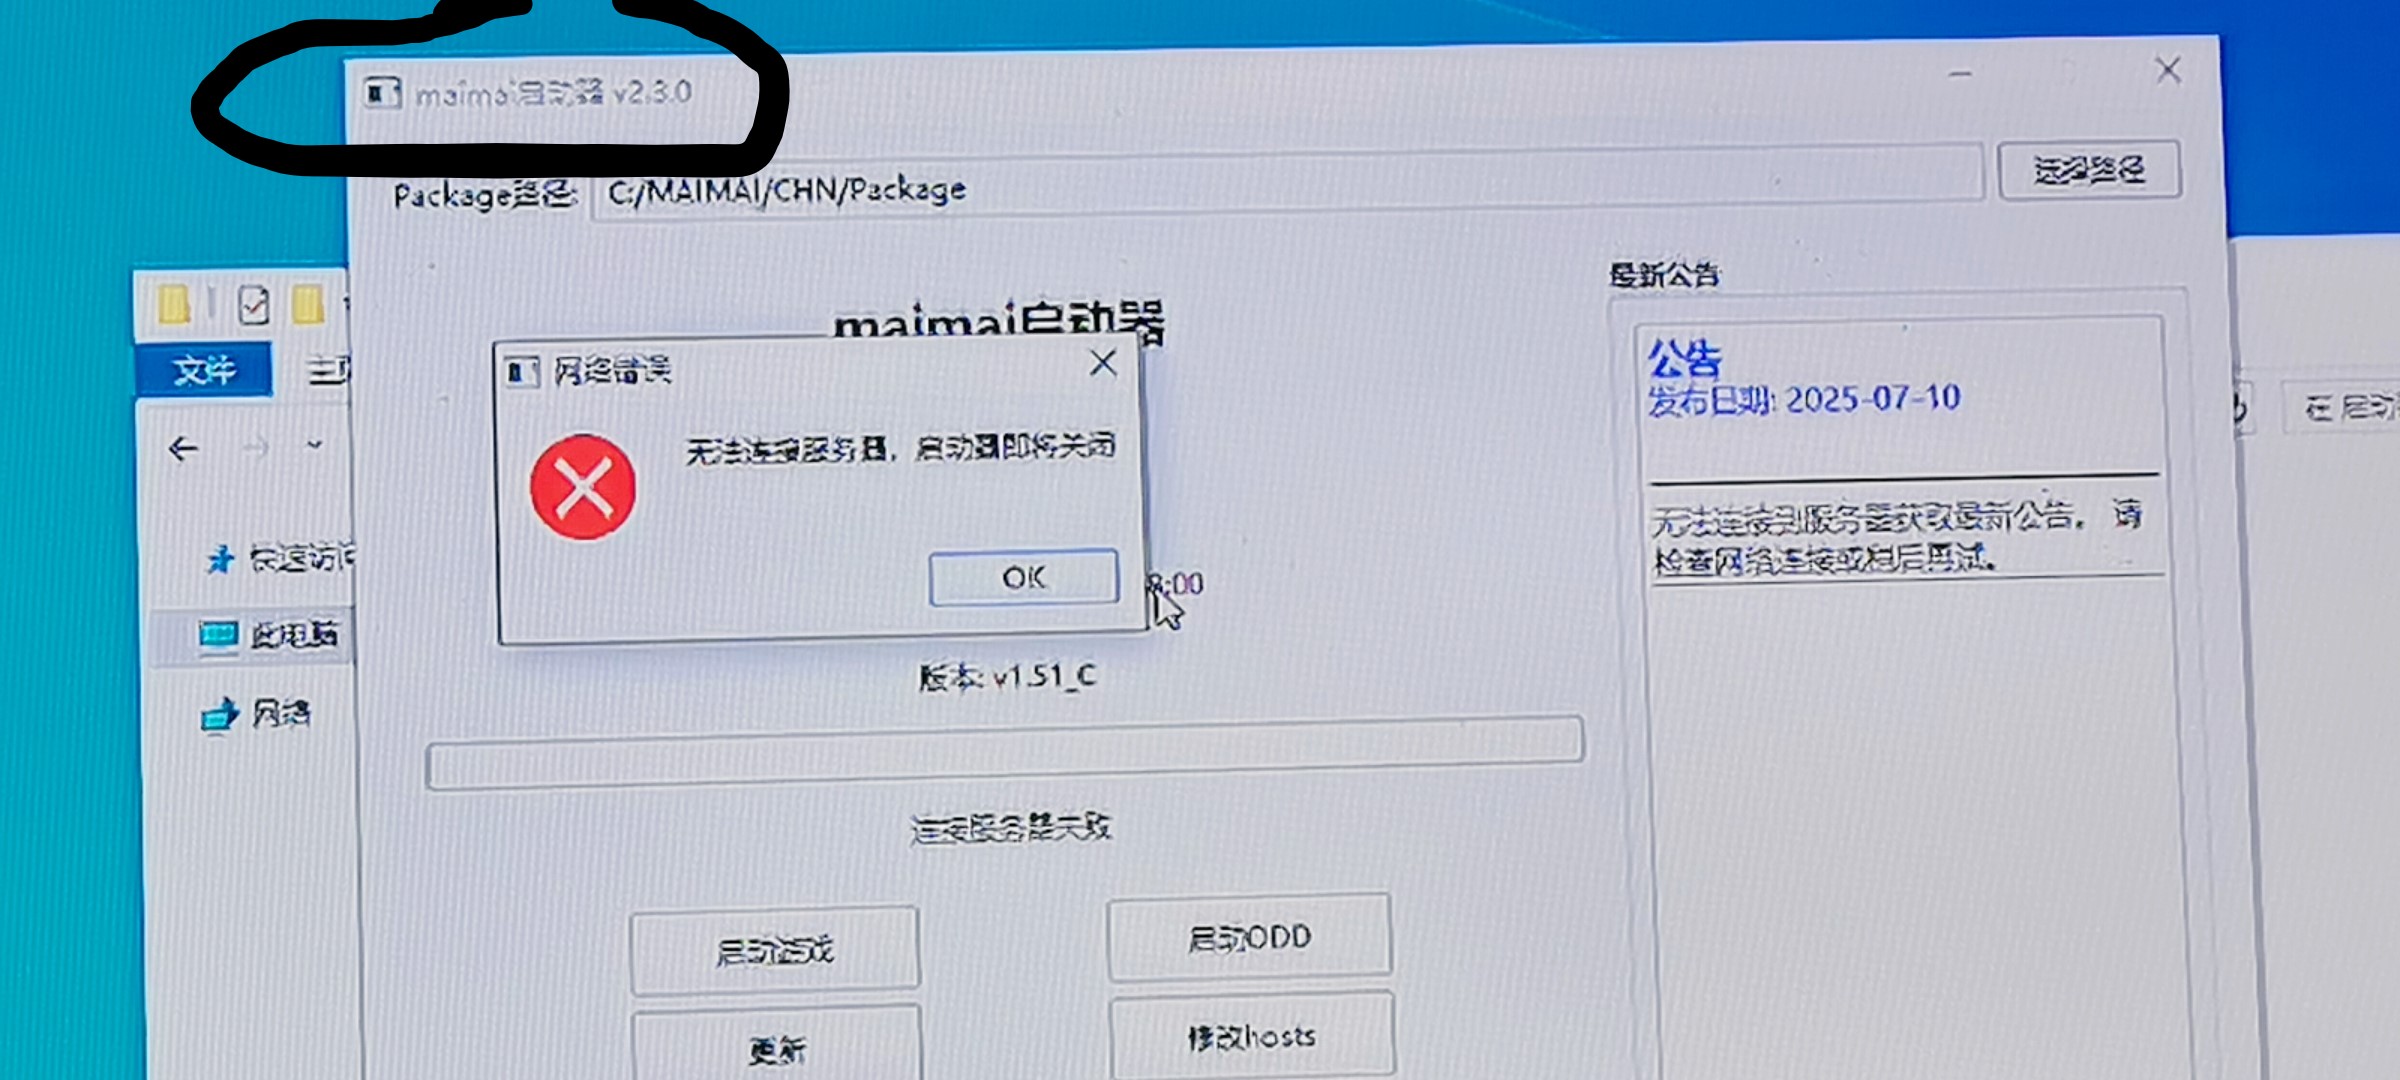 maimai启动器 v2.3.0
Package路径: C:/MAIMAI/CHN/Package 选择路径
最新公告
maimai启动器
公告
发布日期: 2025-07-10
无法连接到服务器获取最新公告。 请
检查网络连接或稍后再试。
网络错误
无法连接服务器，启动器即将关闭
OK
:00
版本: v1.51_C
连接服务器失败
启动游戏 启动ODD
更新 修改hosts
文件 主
快速访
此电脑
网络
在 启动